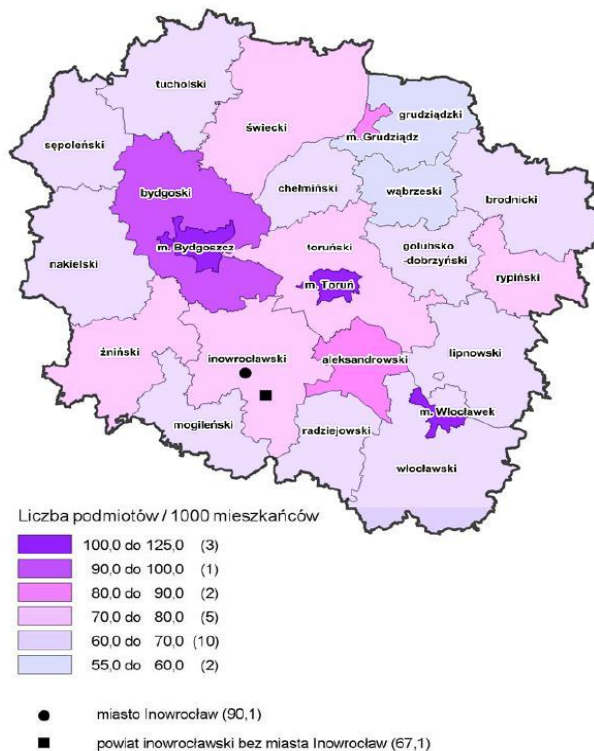 tucholski
świecki
grudziądzki
m. Grudziądz
sępoleński
bydgoski
chełmiński
wąbrzeski
brodnicki
m. Bydgoszcz
toruński
golubsko
-dobrzyński
nakielski
rypiński
m. Toruń
żniński
inowrocławski
aleksandrowski
lipnowski
m. Włocławek
mogileński
radziejowski
włocławski
Liczba podmiotów / 1000 mieszkańców
100,0 do 125,0 (3)
90,0 do 100,0 (1)
80,0 do 90,0 (2)
70,0 do 80,0 (5)
60,0 do 70,0 (10)
55,0 do 60,0 (2)
miasto Inowrocław (90,1)
powiat inowrocławski bez miasta Inowrocław (67,1)